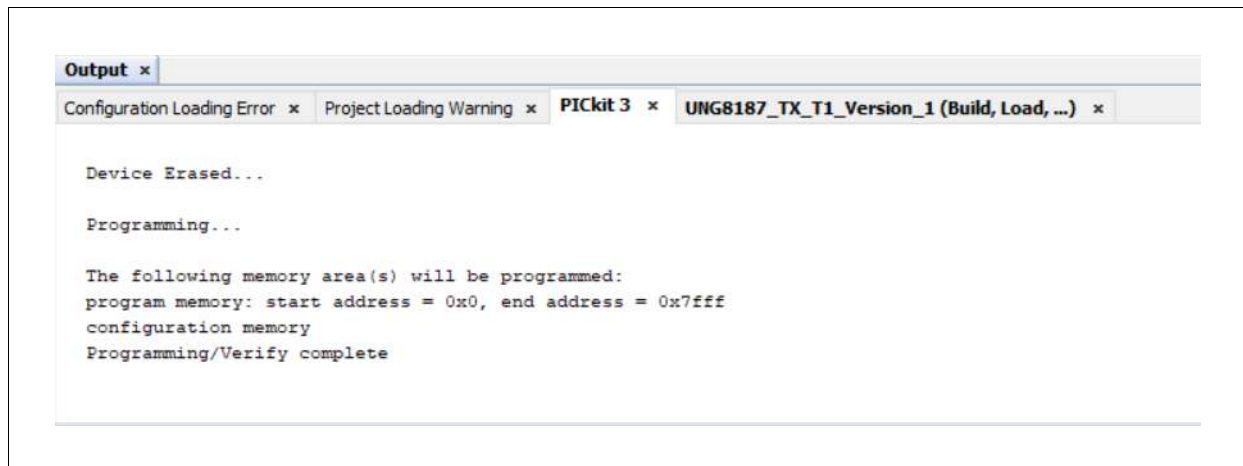 Output ×
Configuration Loading Error × Project Loading Warning × PICkit 3 × UNG8187_TX_T1_Version_1 (Build, Load, ...) ×
Device Erased...
Programming...
The following memory area(s) will be programmed:
program memory: start address = 0x0, end address = 0x7fff
configuration memory
Programming/Verify complete